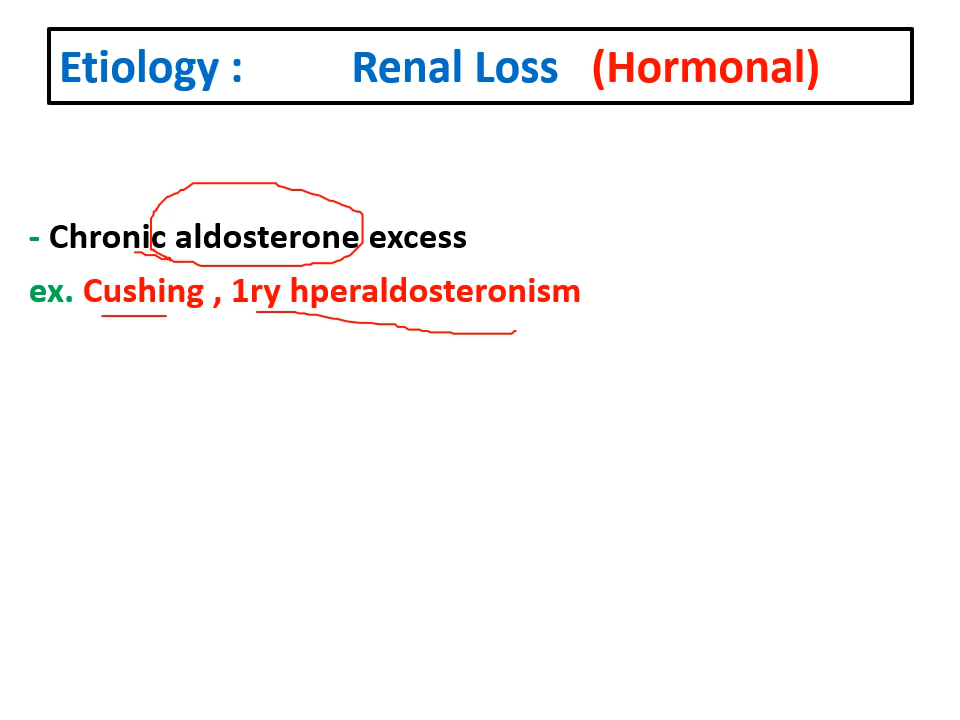 Etiology : Renal Loss (Hormonal)
- Chronic aldosterone excess
ex. Cushing , 1ry hperaldosteronism